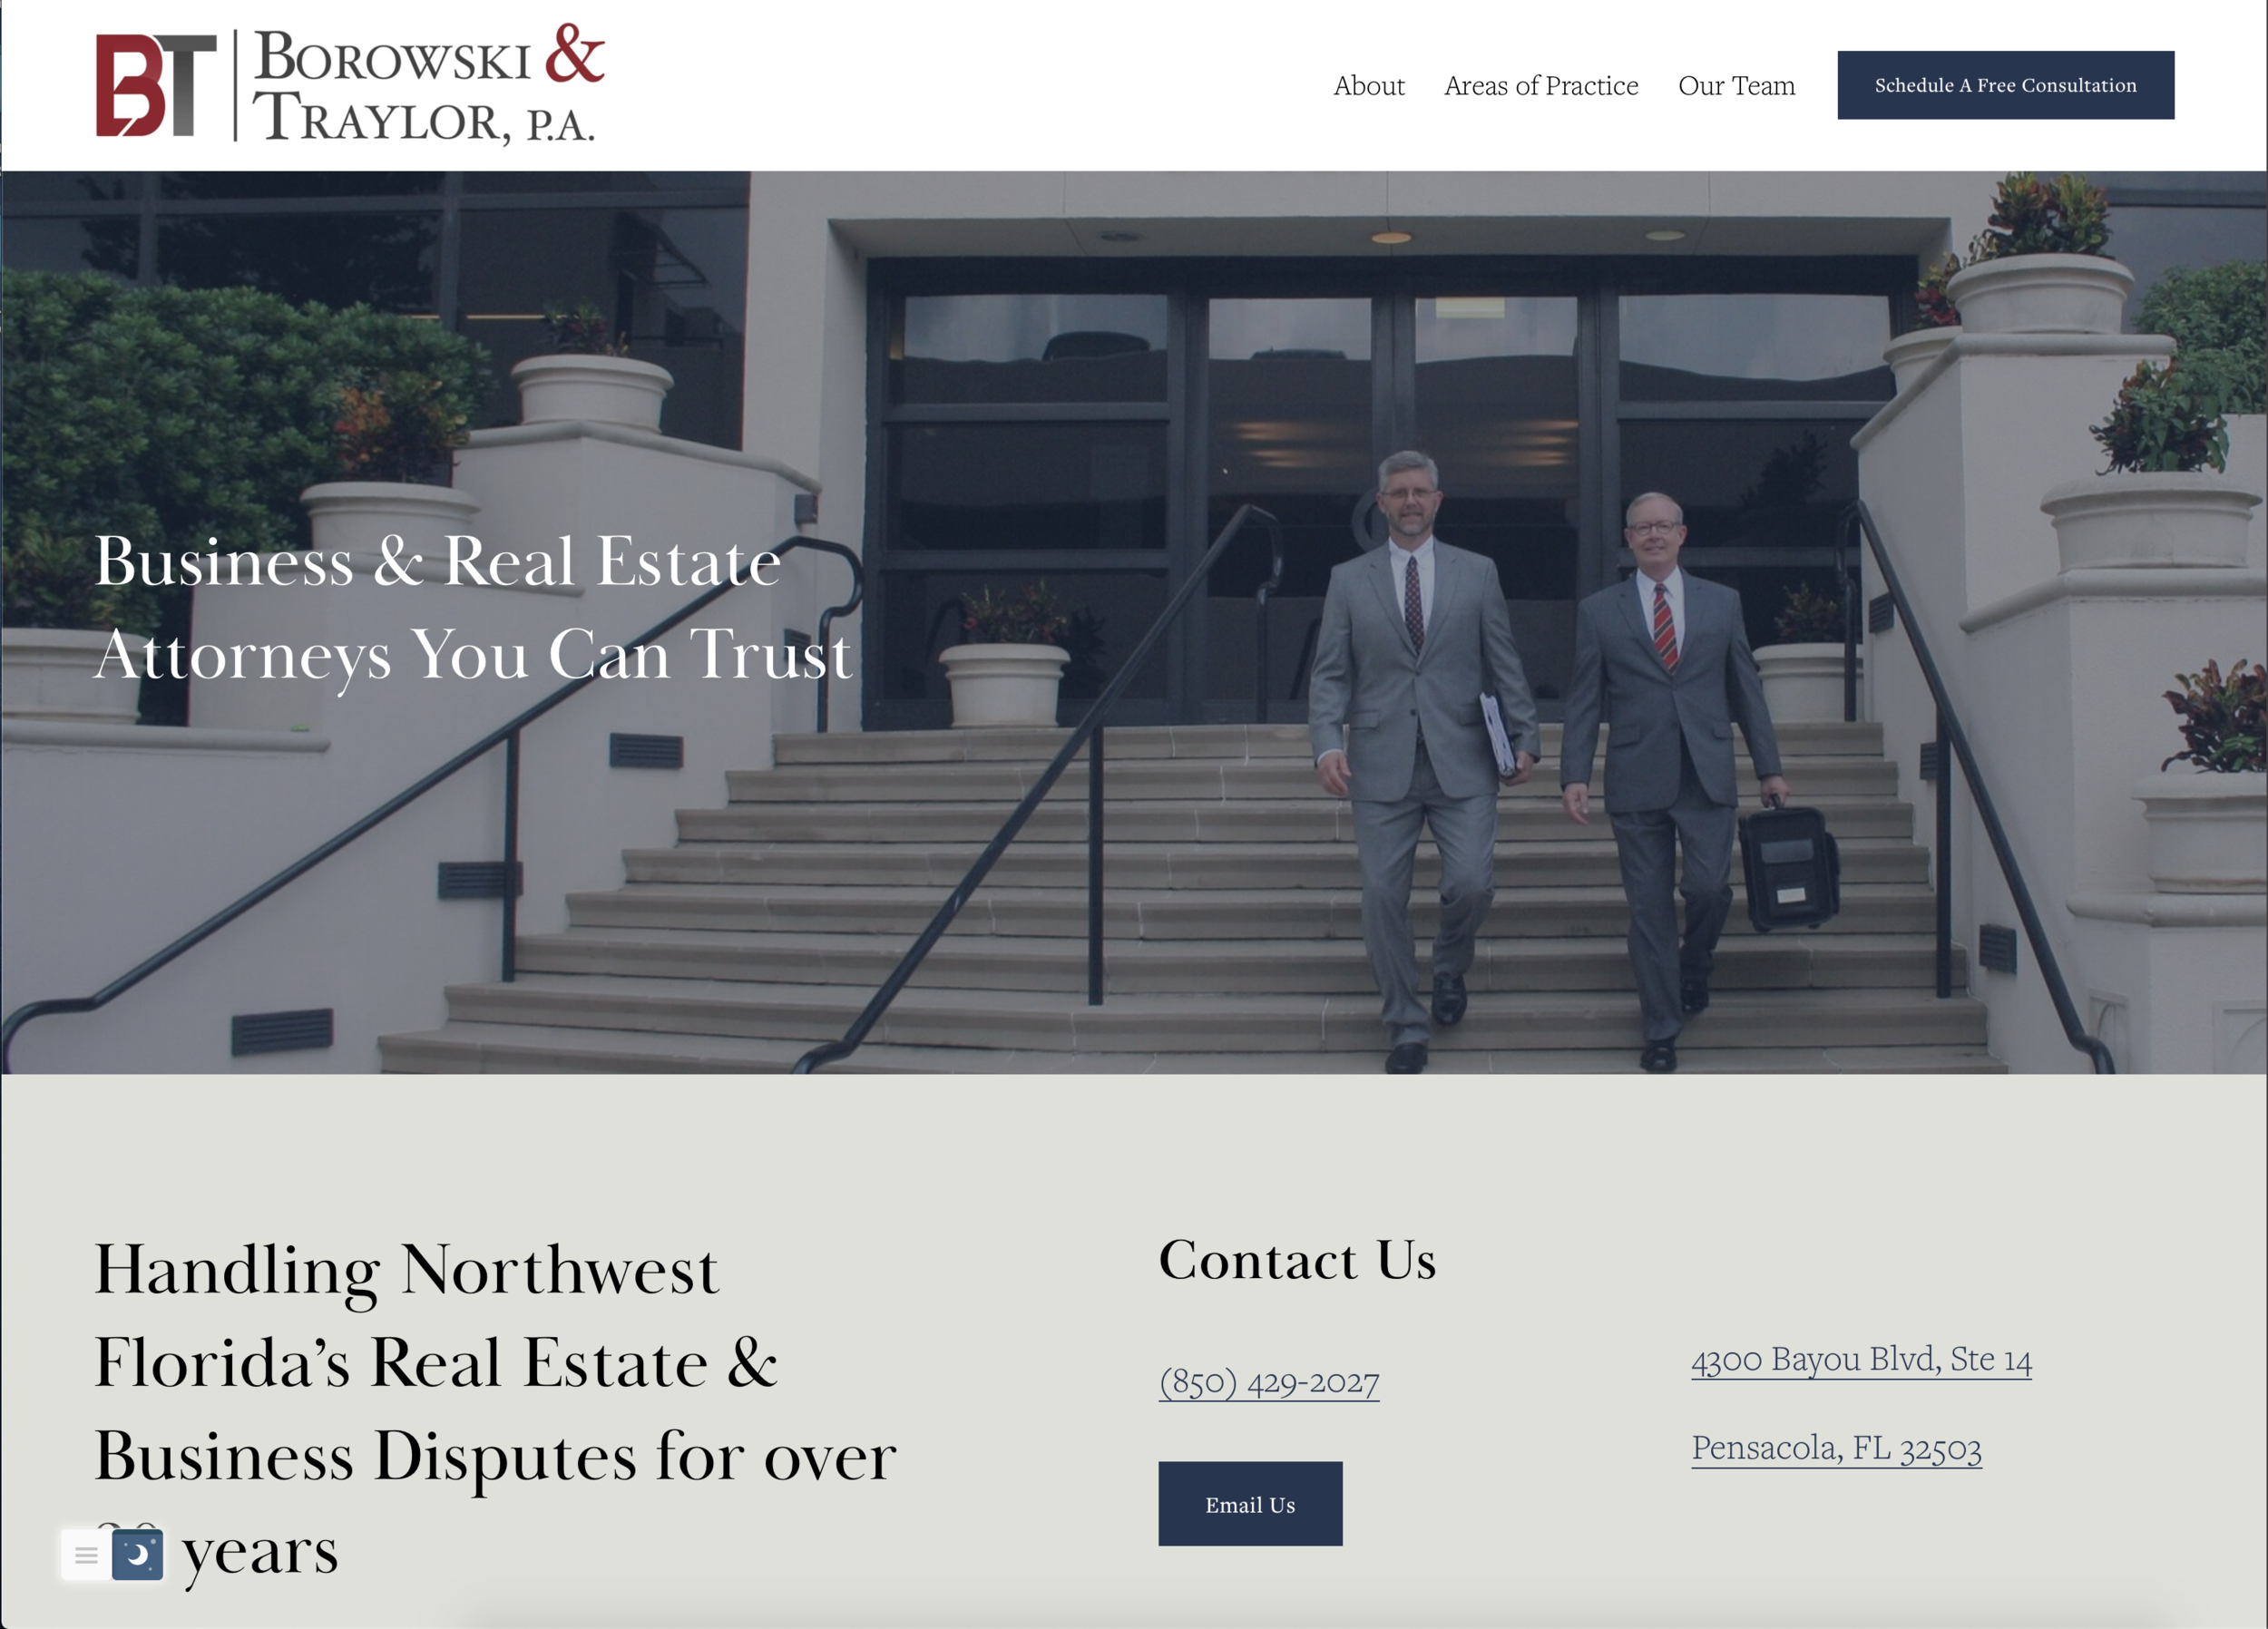 BT
BOROWSKI &
TRAYLOR, P.A.
About
Areas of Practice
Our Team
Schedule A Free Consultation
Business & Real Estate
Attorneys You Can Trust
Handling Northwest
Florida’s Real Estate &
Business Disputes for over
years
Contact Us
(850) 429-2027
Email Us
4300 Bayou Blvd, Ste 14
Pensacola, FL 32503